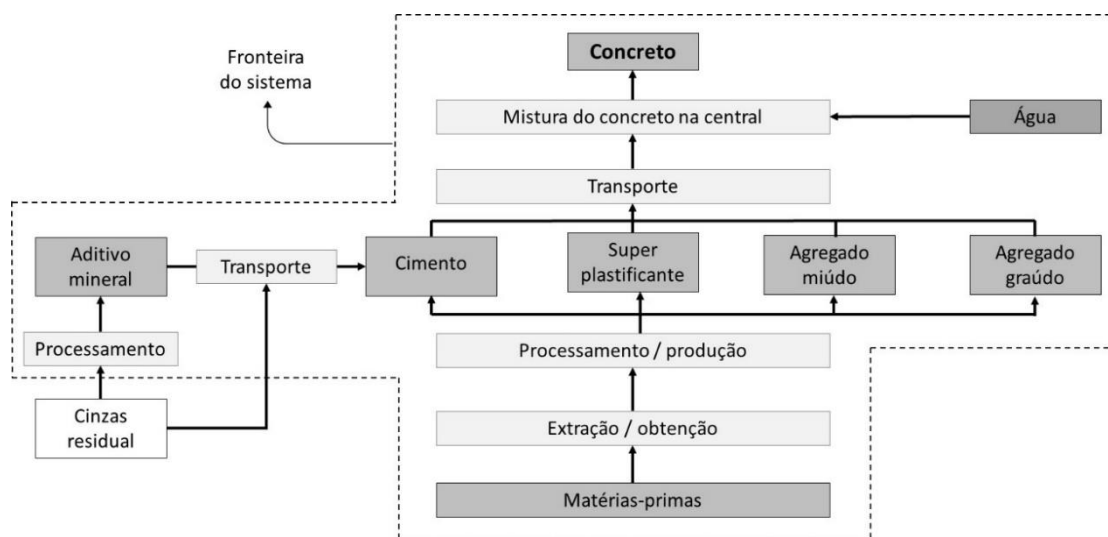 Concreto
Fronteira
do sistema
Mistura do concreto na central
Água
Transporte
Aditivo
mineral
Transporte
Cimento
Super
plastificante
Agregado
miúdo
Agregado
graúdo
Processamento
Processamento / produção
Cinzas
residual
Extração / obtenção
Matérias-primas